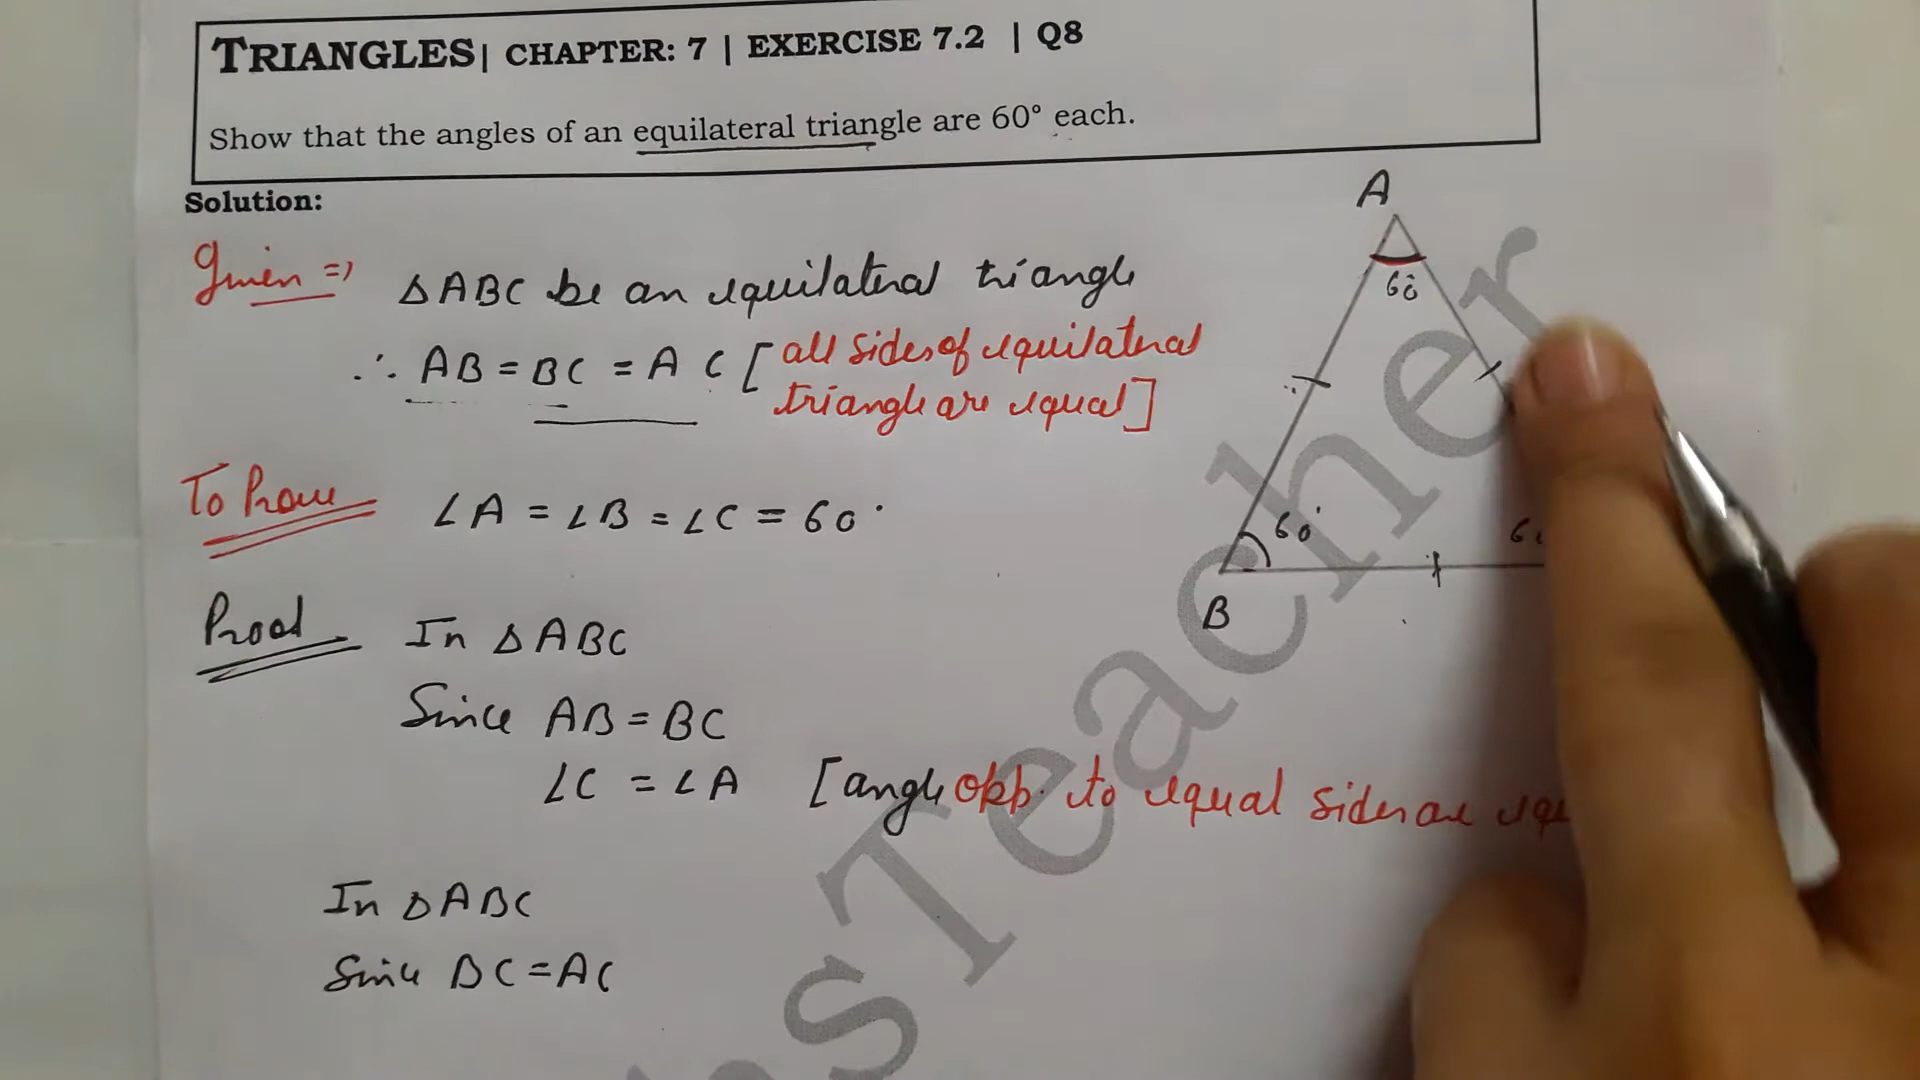 TRIANGLES| CHAPTER: 7 | EXERCISE 7.2 | Q8
Show that the angles of an equilateral triangle are 60° each.
Solution:
Given => ΔABC be an equilateral triangle
∴ AB = BC = AC [all sides of equilateral
triangle are equal]
To Prove ∠A = ∠B = ∠C = 60°
Proof In ΔABC
Since AB = BC
∠C = ∠A [angle opp. to equal sides are
In ΔABC
Since BC = AC
A
60°
60°
B
sTeacher